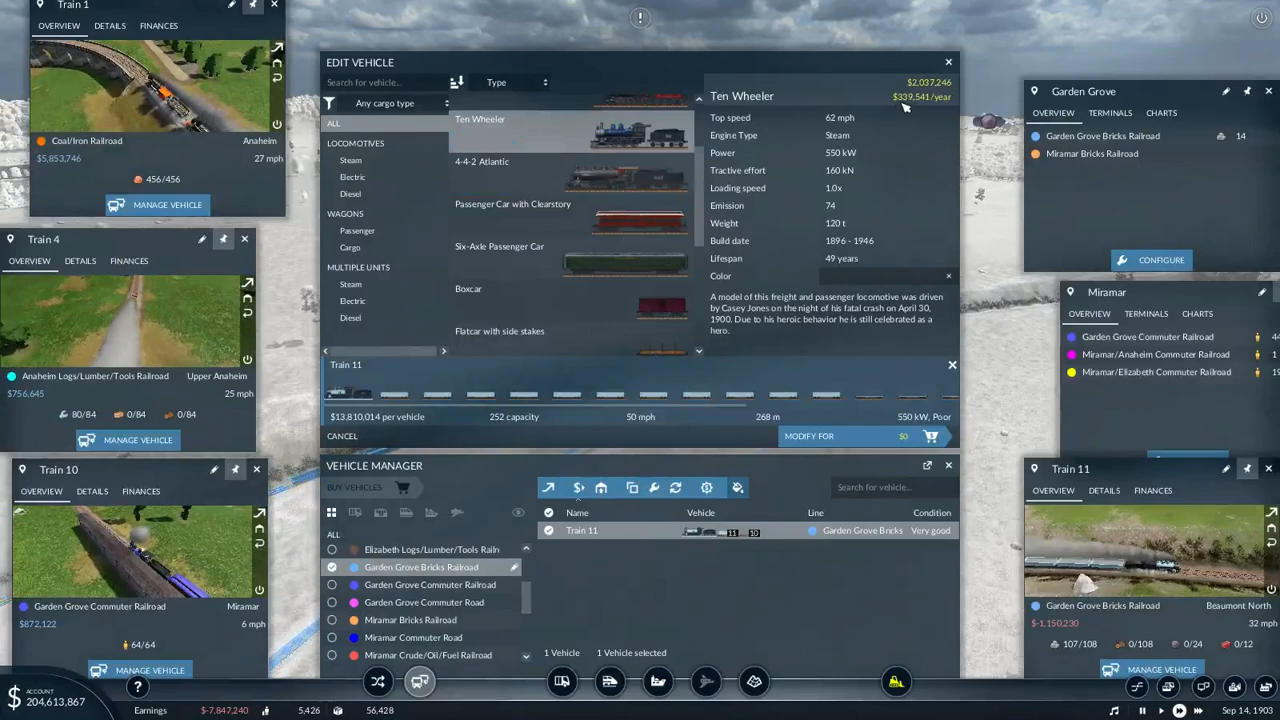 Train 1
OVERVIEW DETAILS FINANCES
Coal/Iron Railroad Anaheim
$5,853,746 27 mph
456/456
MANAGE VEHICLE
Train 4
OVERVIEW DETAILS FINANCES
Anaheim Logs/Lumber/Tools Railroad Upper Anaheim
$756,645 25 mph
80/84 0/84 0/84
MANAGE VEHICLE
Train 10
OVERVIEW DETAILS FINANCES
Garden Grove Commuter Railroad Miramar
$872,122 6 mph
64/64
MANAGE VEHICLE
EDIT VEHICLE
Search for vehicle... Type
Any cargo type
ALL
LOCOMOTIVES
Steam
Electric
Diesel
WAGONS
Passenger
Cargo
MULTIPLE UNITS
Steam
Electric
Diesel
Ten Wheeler
4-4-2 Atlantic
Passenger Car with Clearstory
Six-Axle Passenger Car
Boxcar
Flatcar with side stakes
$2,037,246
Ten Wheeler $339,541/year
Top speed 62 mph
Engine Type Steam
Power 550 kW
Tractive effort 160 kN
Loading speed 1.0x
Emission 74
Weight 120 t
Build date 1896 - 1946
Lifespan 49 years
Color
A model of this freight and passenger locomotive was driven
by Casey Jones on the night of his fatal crash on April 30,
1900. Due to his heroic behavior he is still celebrated as a
hero.
Train 11
$13,810,014 per vehicle 252 capacity 50 mph 268 m 550 kW, Poor
CANCEL MODIFY FOR $0
VEHICLE MANAGER
BUY VEHICLES Search for vehicle...
Name Vehicle Line Condition
Train 11 11 10 Garden Grove Bricks Very good
ALL
Elizabeth Logs/Lumber/Tools Railr
Garden Grove Bricks Railroad
Garden Grove Commuter Railroad
Garden Grove Commuter Road
Miramar Bricks Railroad
Miramar Commuter Road
Miramar Crude/Oil/Fuel Railroad
1 Vehicle 1 Vehicle selected
Garden Grove
OVERVIEW TERMINALS CHARTS
Garden Grove Bricks Railroad 14
Miramar Bricks Railroad
CONFIGURE
Miramar
OVERVIEW TERMINALS CHARTS
Garden Grove Commuter Railroad 44
Miramar/Anaheim Commuter Railroad 1
Miramar/Elizabeth Commuter Railroad
Train 11
OVERVIEW DETAILS FINANCES
Garden Grove Bricks Railroad Beaumont North
$-1,150,230 32 mph
107/108 0/108 0/24 0/12
MANAGE VEHICLE
$ ACCOUNT
204,613,867
?
Earnings $-7,847,240 5,426 56,428
Sep 14, 1903